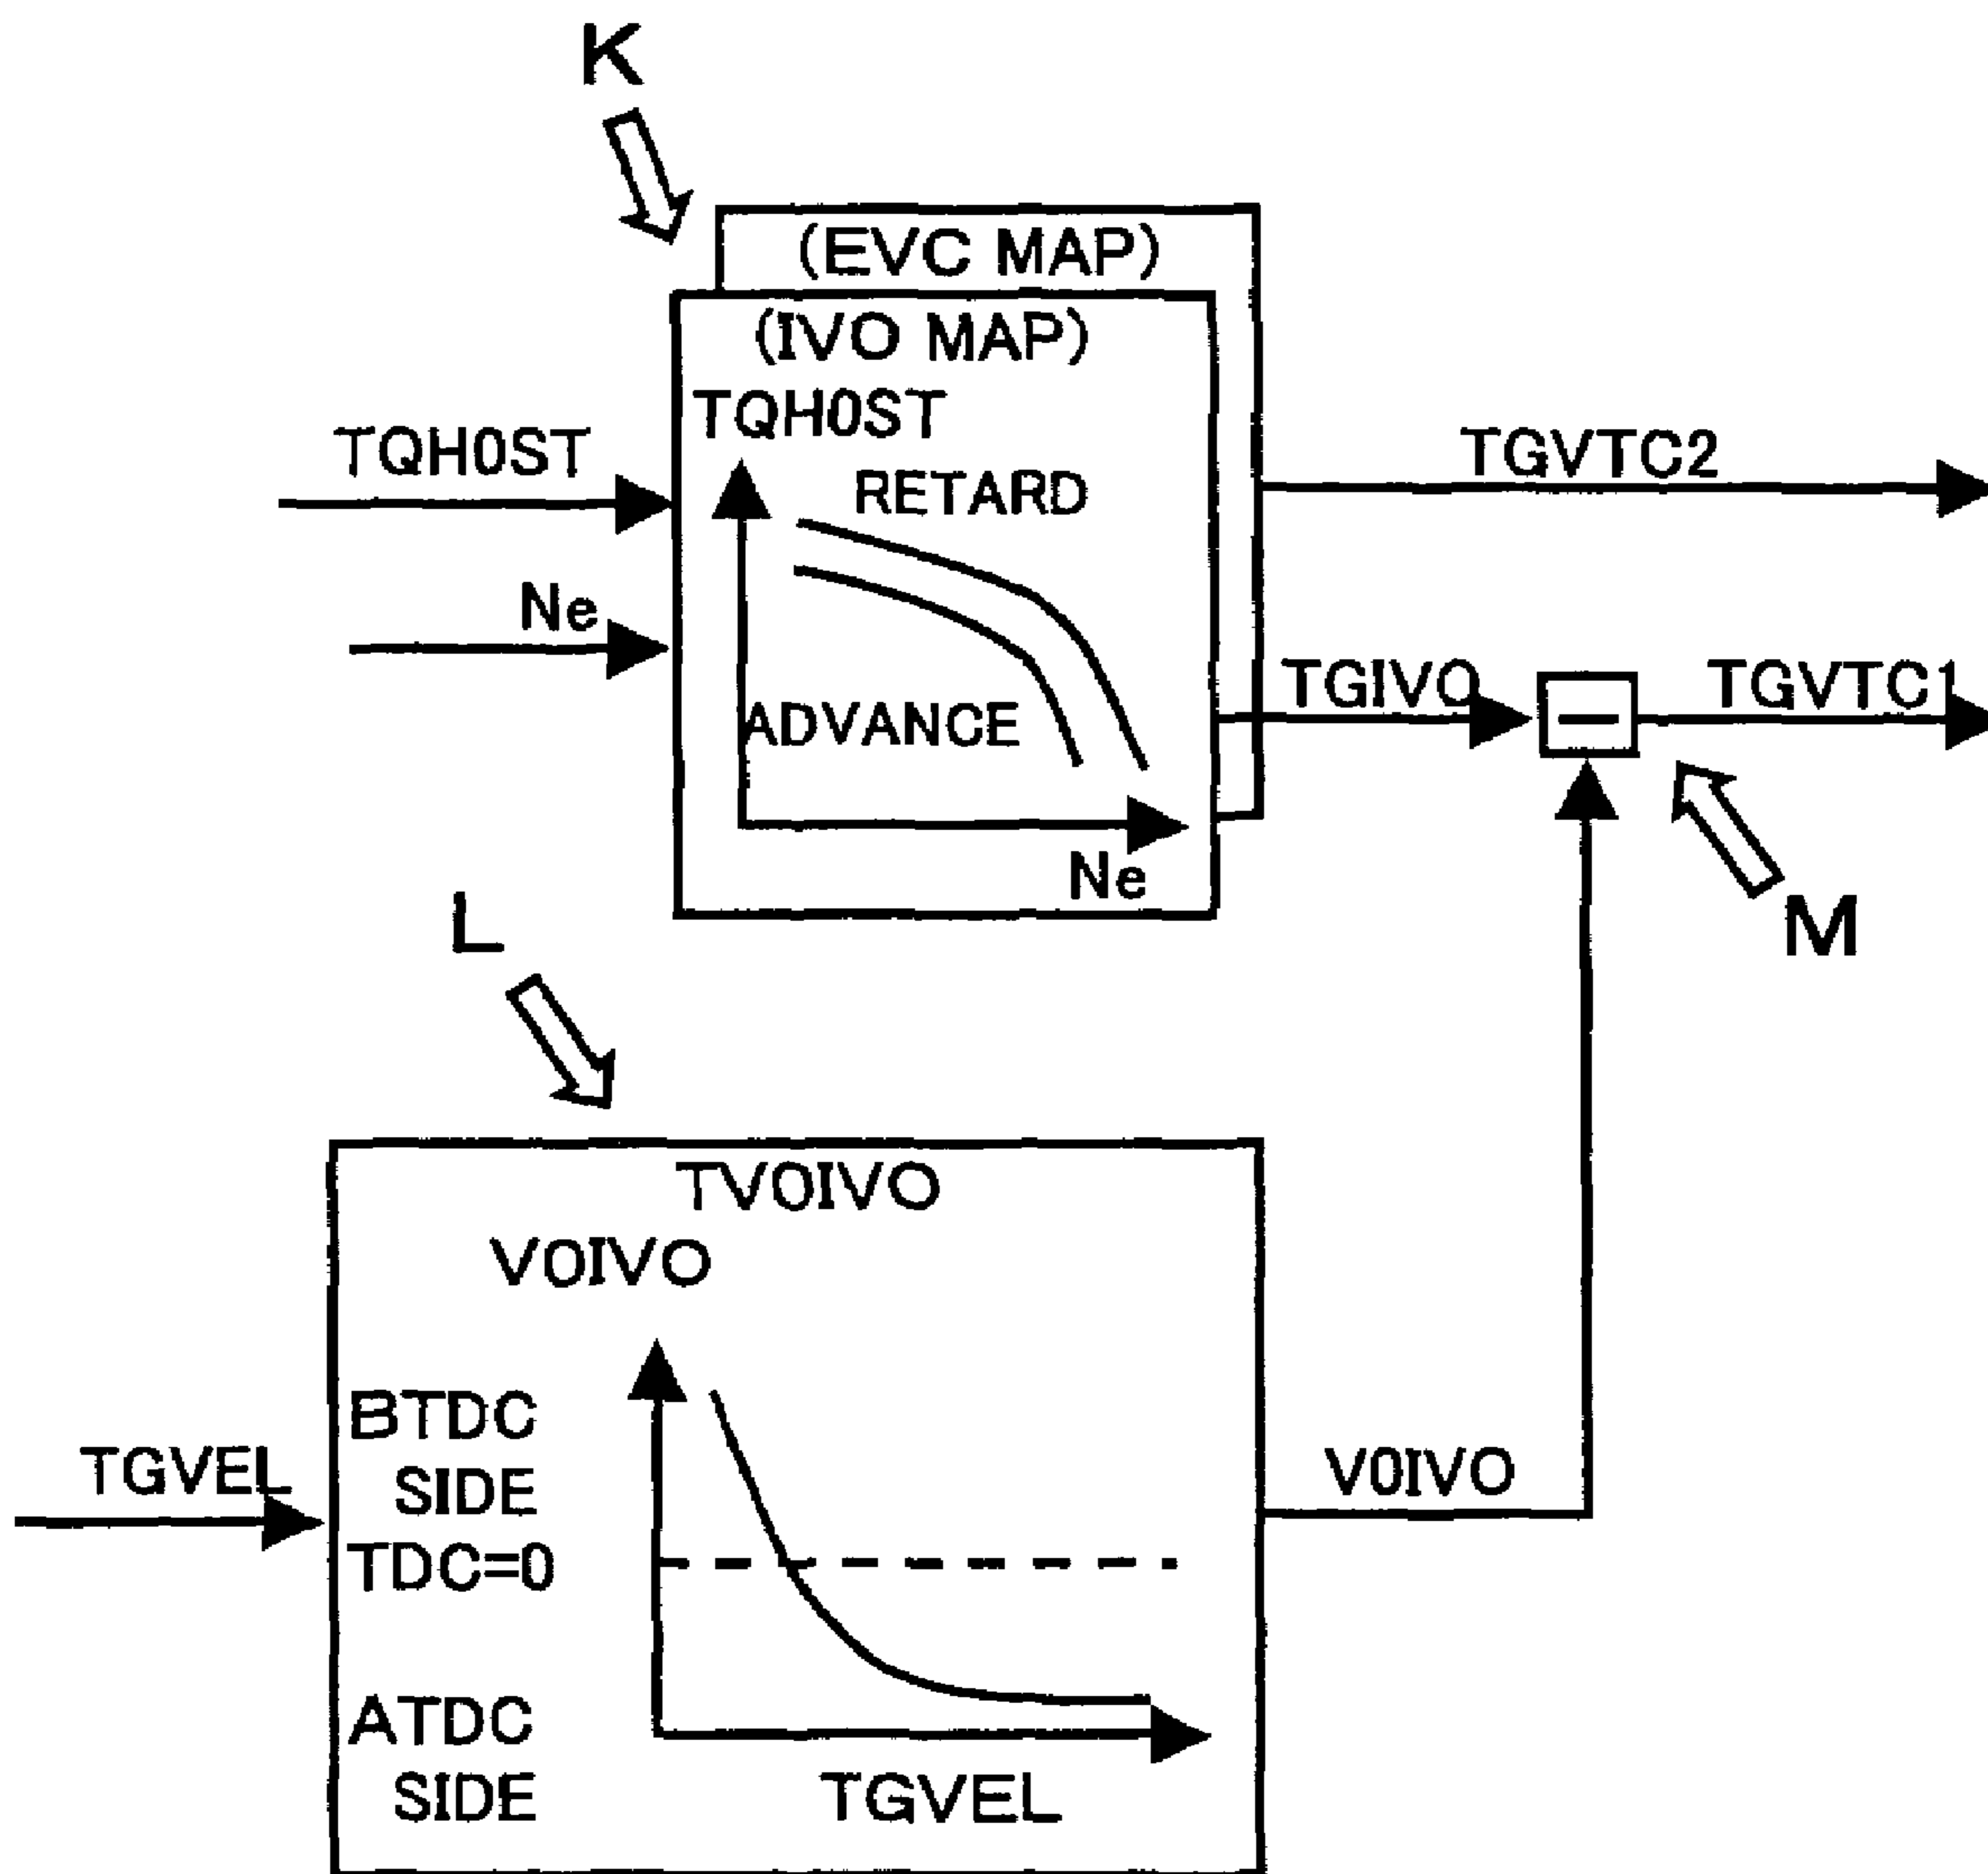 K
(EVC MAP)
(IVO MAP)
TQH0ST
RETARD
ADVANCE
Ne
TQH0ST
Ne
TGVTC2
TGIVO
−
TGVTC1
M
L
TV0IVO
V0IVO
BTDC
SIDE
TDC=0
ATDC
SIDE
TGVEL
TGVEL
V0IVO